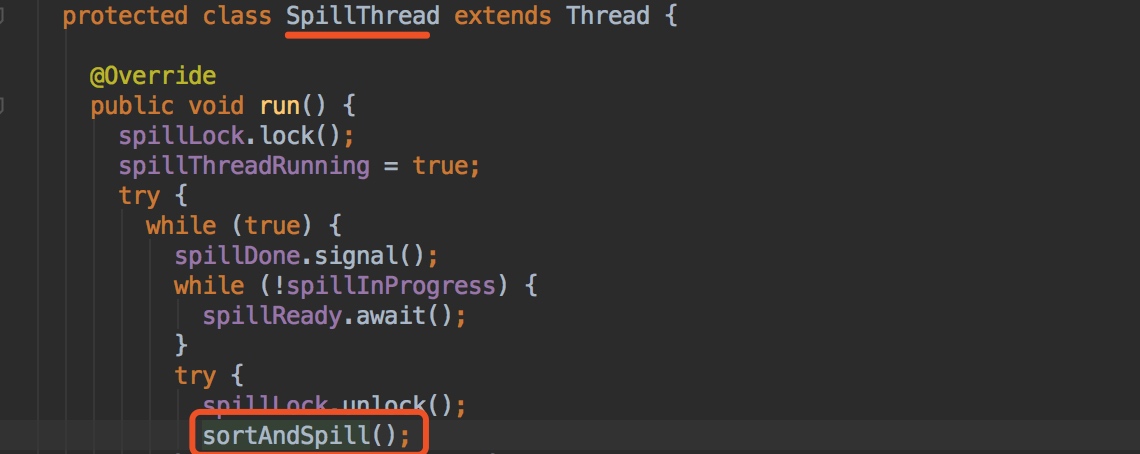 protected class SpillThread extends Thread {
@Override
public void run() {
spillLock.lock();
spillThreadRunning = true;
try {
while (true) {
spillDone.signal();
while (!spillInProgress) {
spillReady.await();
}
try {
spillLock.unlock();
sortAndSpill();